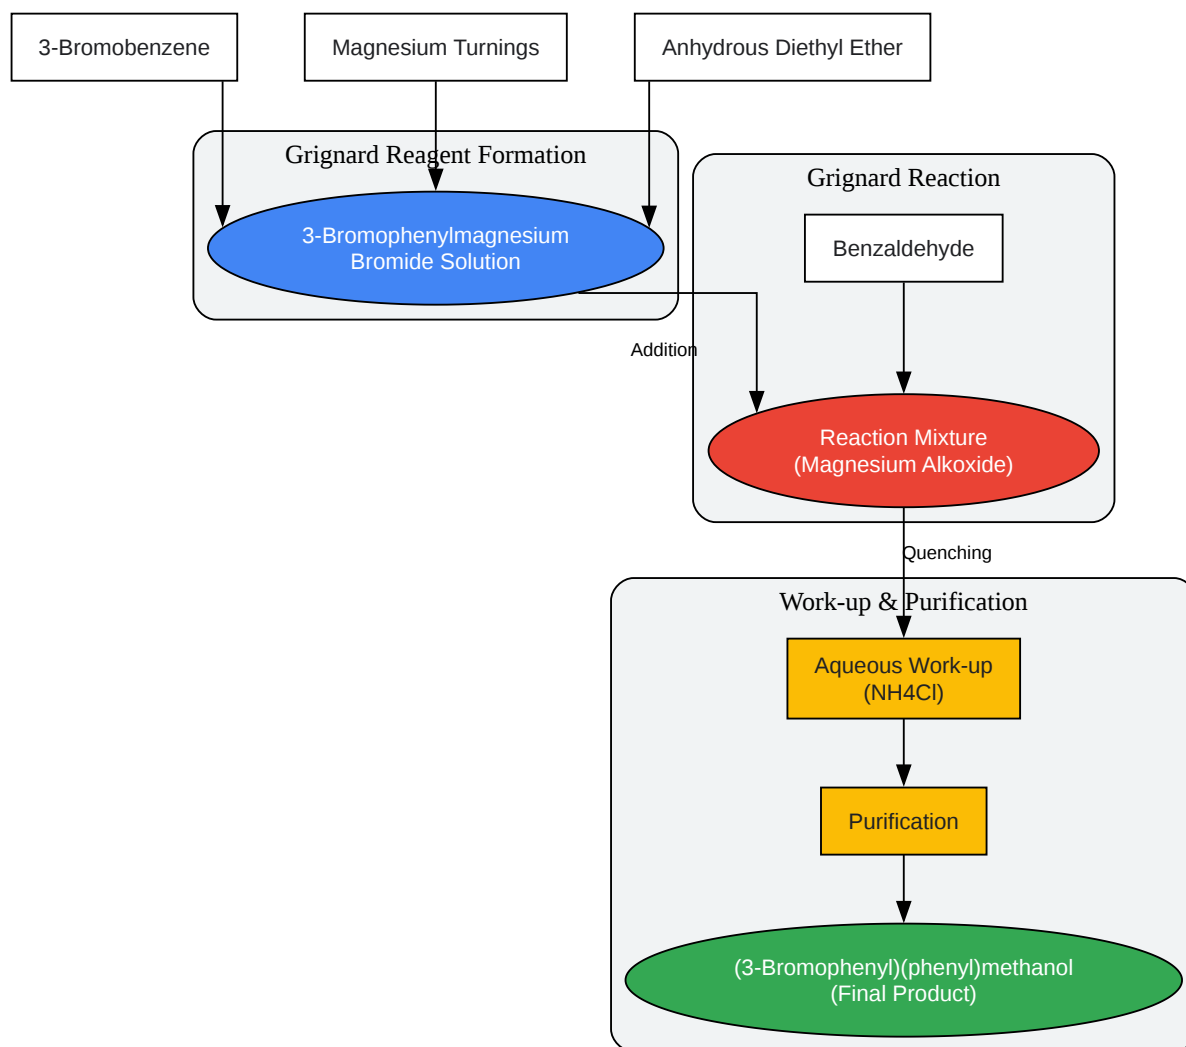 3-Bromobenzene
Magnesium Turnings
Anhydrous Diethyl Ether
Grignard Reagent Formation
3-Bromophenylmagnesium
Bromide Solution
Grignard Reaction
Benzaldehyde
Addition
Reaction Mixture
(Magnesium Alkoxide)
Quenching
Work-up & Purification
Aqueous Work-up
(NH4Cl)
Purification
(3-Bromophenyl)(phenyl)methanol
(Final Product)